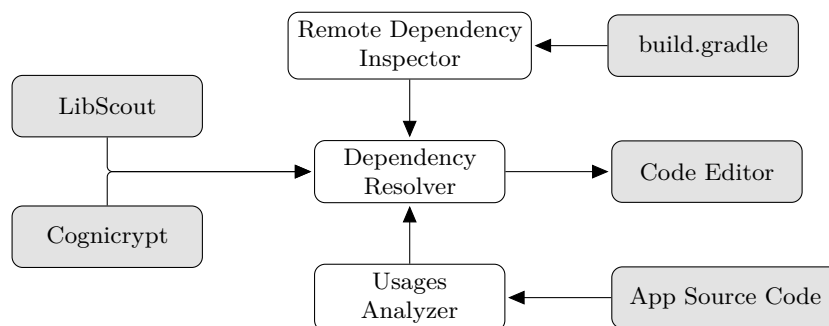 Remote Dependency
Inspector
build.gradle
LibScout
Dependency
Resolver
Code Editor
Cognicrypt
Usages
Analyzer
App Source Code